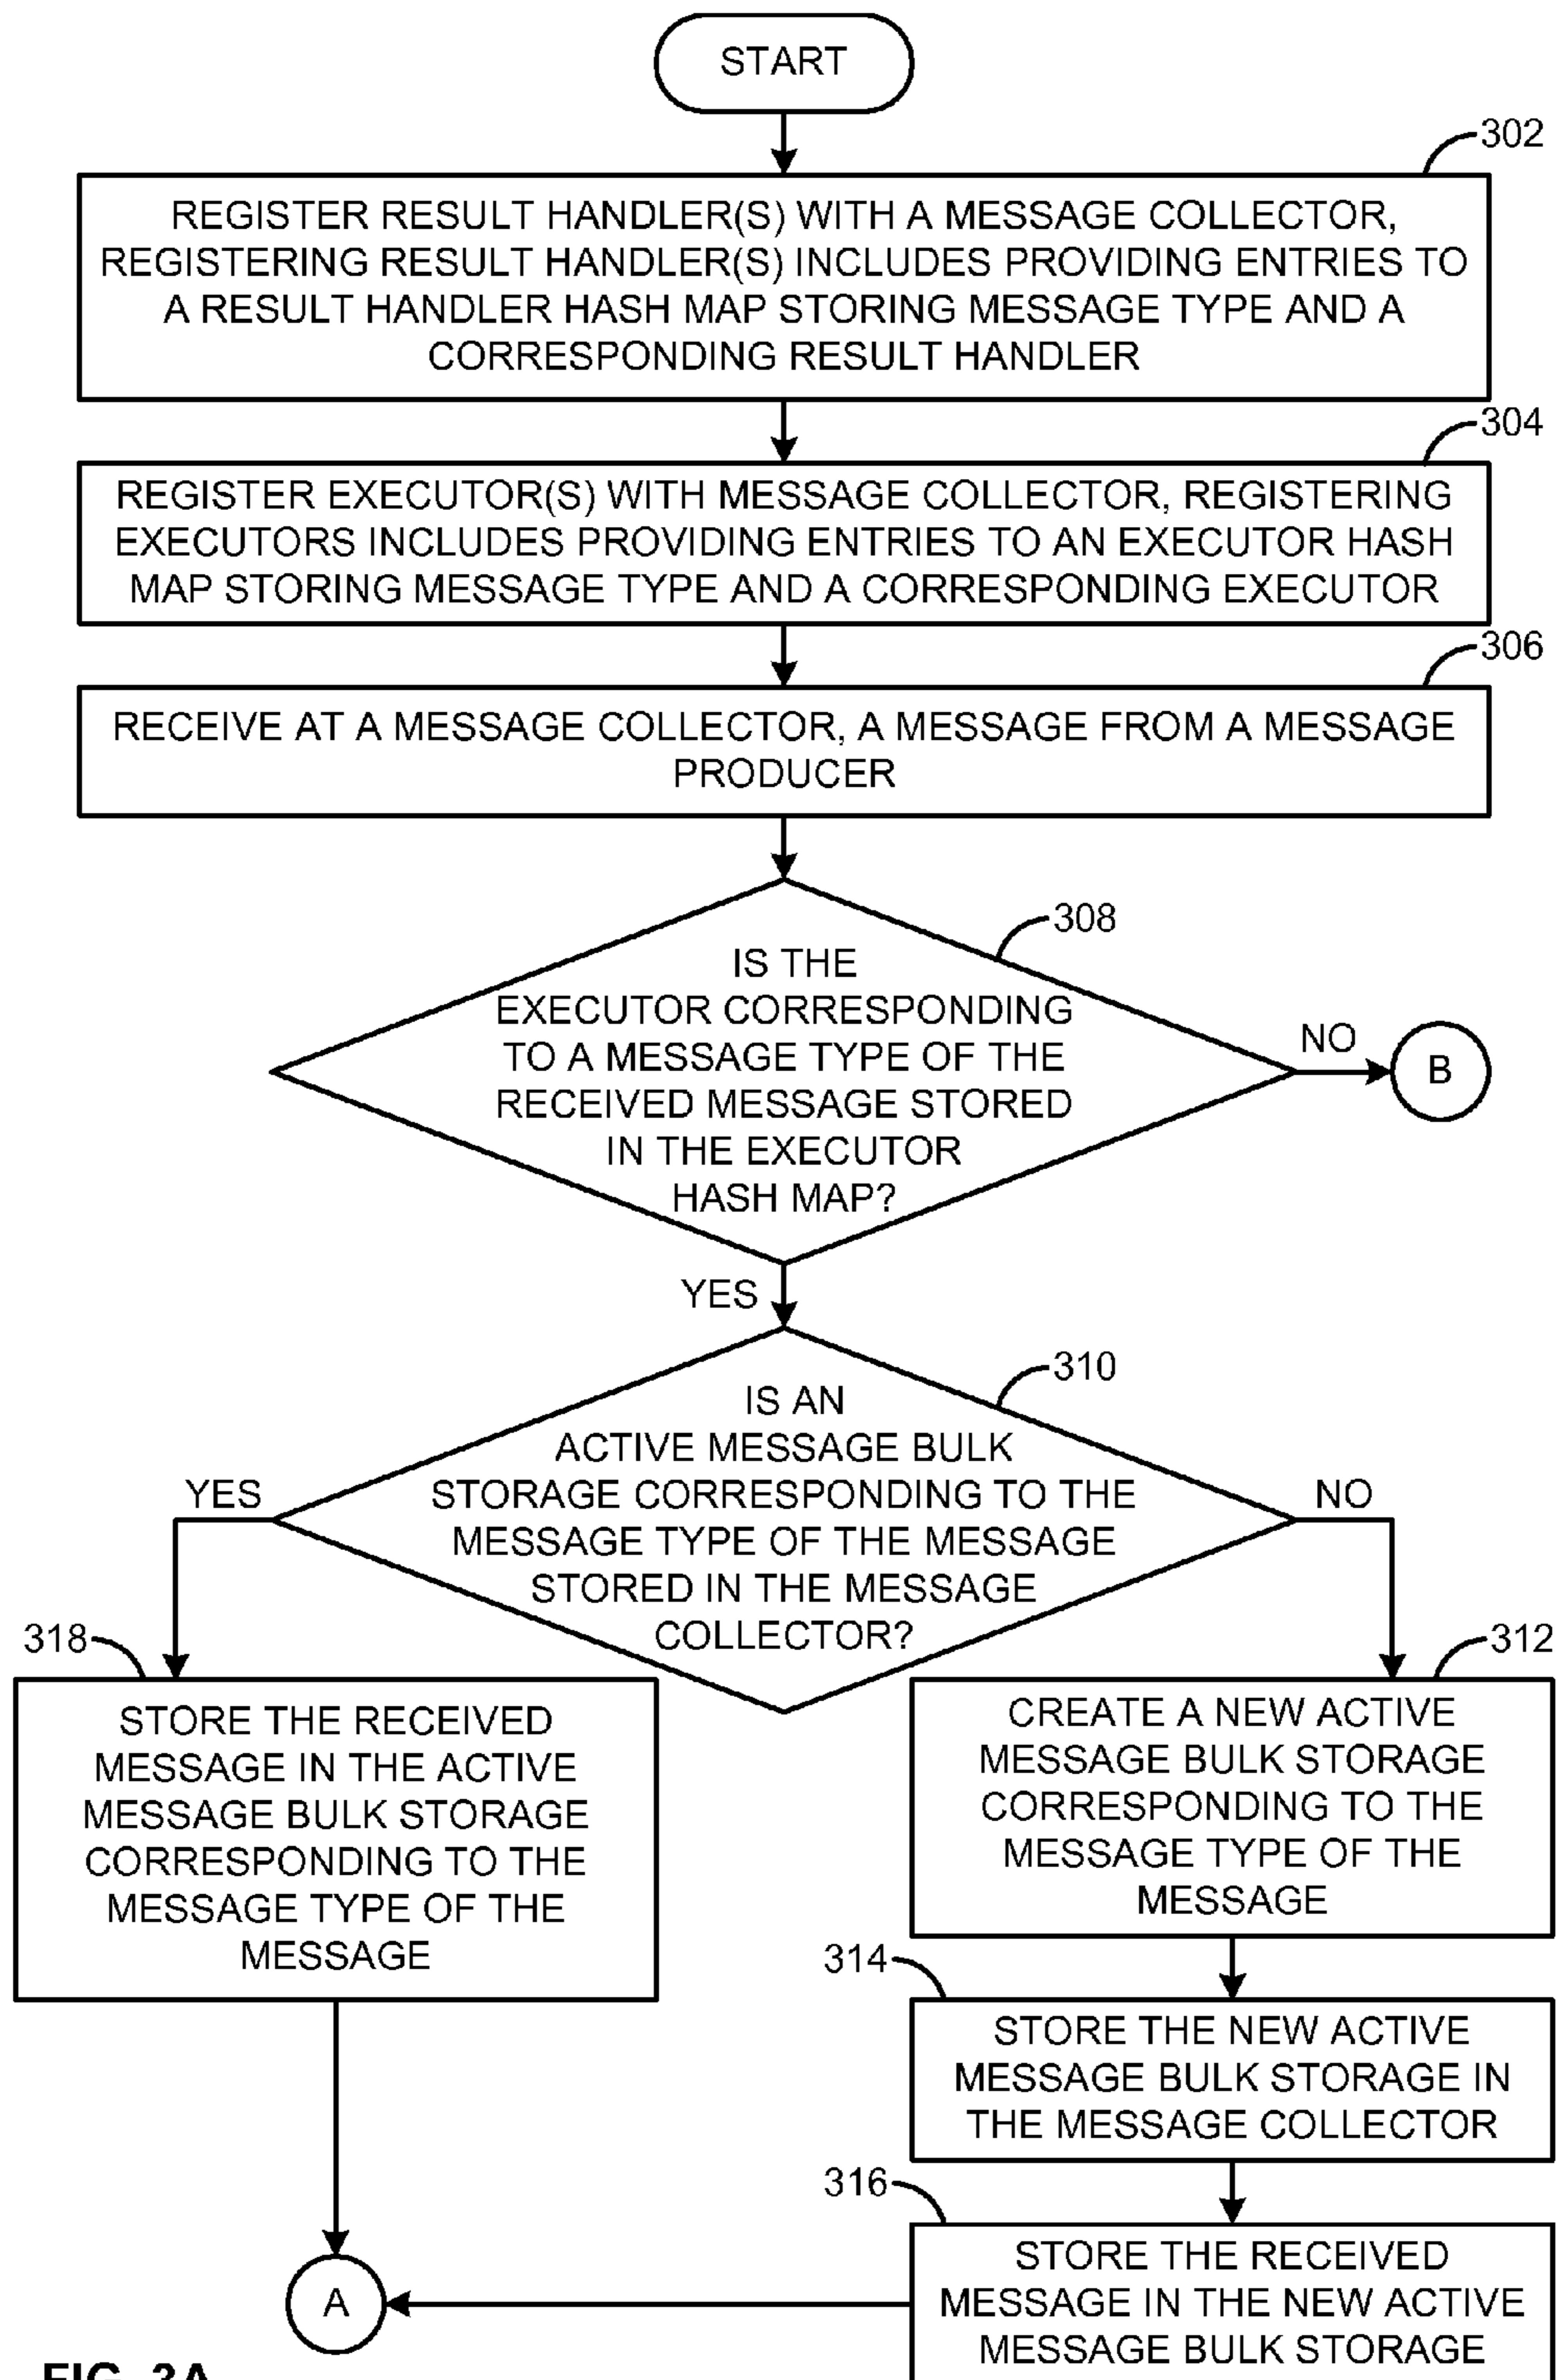 START
302
REGISTER RESULT HANDLER(S) WITH A MESSAGE COLLECTOR,
REGISTERING RESULT HANDLER(S) INCLUDES PROVIDING ENTRIES TO
A RESULT HANDLER HASH MAP STORING MESSAGE TYPE AND A
CORRESPONDING RESULT HANDLER
304
REGISTER EXECUTOR(S) WITH MESSAGE COLLECTOR, REGISTERING
EXECUTORS INCLUDES PROVIDING ENTRIES TO AN EXECUTOR HASH
MAP STORING MESSAGE TYPE AND A CORRESPONDING EXECUTOR
306
RECEIVE AT A MESSAGE COLLECTOR, A MESSAGE FROM A MESSAGE
PRODUCER
308
IS THE
EXECUTOR CORRESPONDING
TO A MESSAGE TYPE OF THE
RECEIVED MESSAGE STORED
IN THE EXECUTOR
HASH MAP?
NO
B
YES
310
IS AN
ACTIVE MESSAGE BULK
STORAGE CORRESPONDING TO THE
MESSAGE TYPE OF THE MESSAGE
STORED IN THE MESSAGE
COLLECTOR?
YES
NO
318
STORE THE RECEIVED
MESSAGE IN THE ACTIVE
MESSAGE BULK STORAGE
CORRESPONDING TO THE
MESSAGE TYPE OF THE
MESSAGE
312
CREATE A NEW ACTIVE
MESSAGE BULK STORAGE
CORRESPONDING TO THE
MESSAGE TYPE OF THE
MESSAGE
314
STORE THE NEW ACTIVE
MESSAGE BULK STORAGE IN
THE MESSAGE COLLECTOR
316
STORE THE RECEIVED
MESSAGE IN THE NEW ACTIVE
MESSAGE BULK STORAGE
A
FIG. 3A